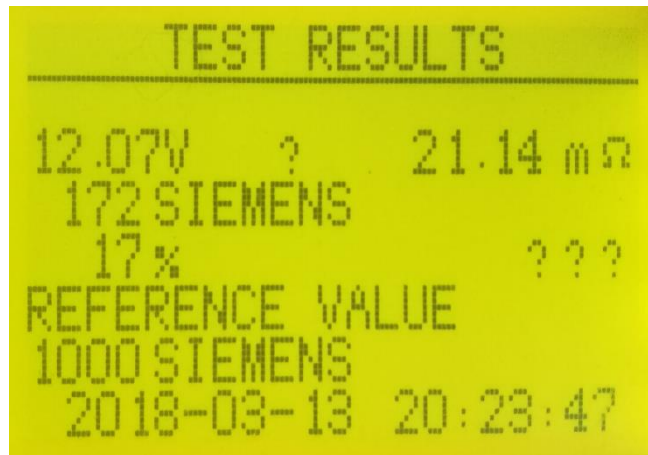 TEST RESULTS
12.07V ? 21.14 mΩ
172 SIEMENS
17% ???
REFERENCE VALUE
1000 SIEMENS
2018-03-13 20:23:47